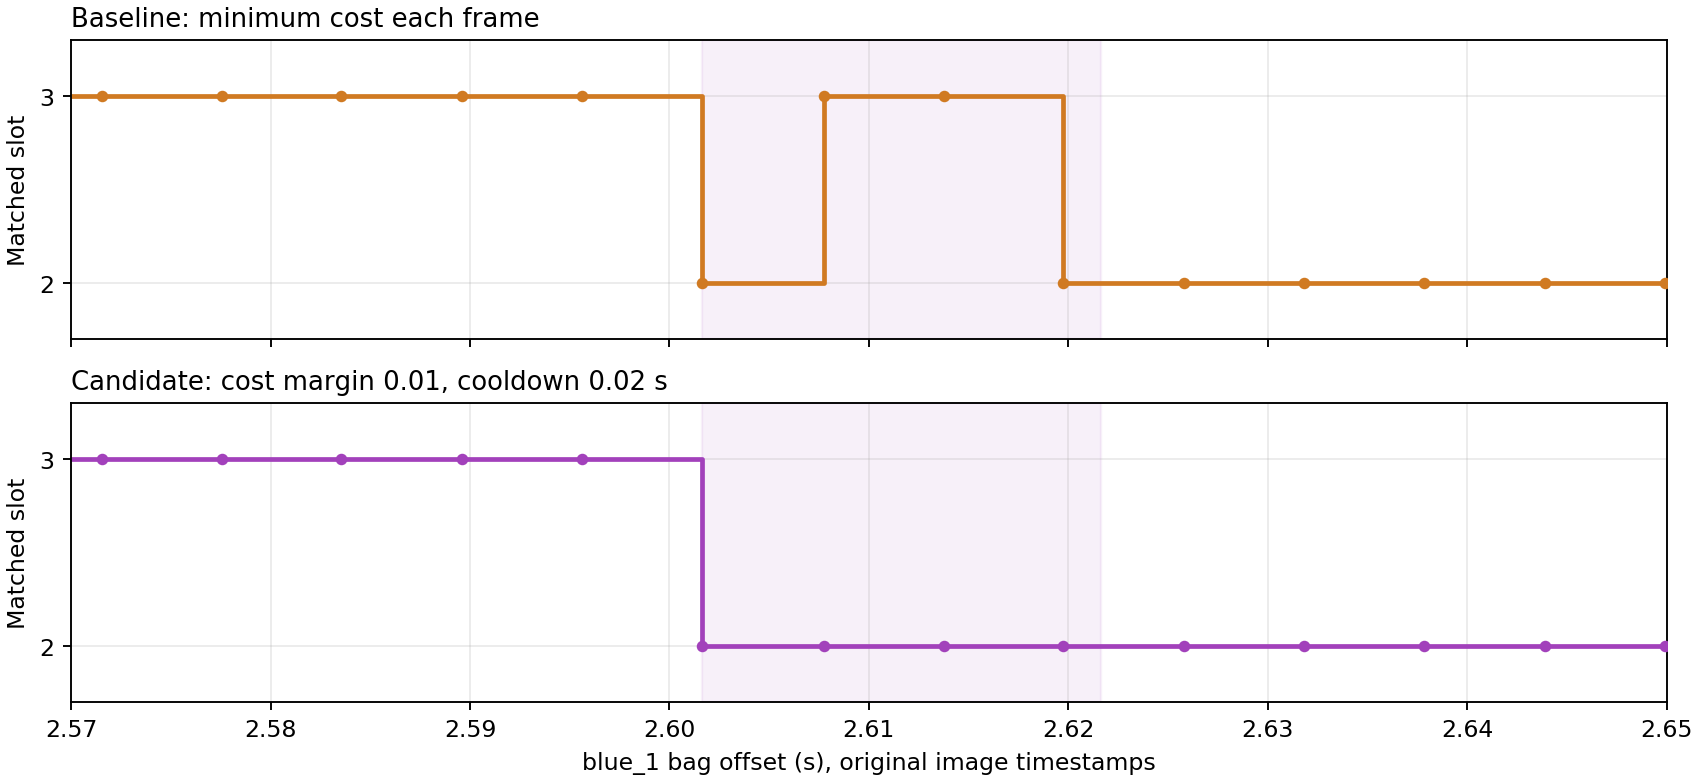 Baseline: minimum cost each frame
Matched slot
3
2
Candidate: cost margin 0.01, cooldown 0.02 s
Matched slot
3
2
2.57 2.58 2.59 2.60 2.61 2.62 2.63 2.64 2.65
blue_1 bag offset (s), original image timestamps